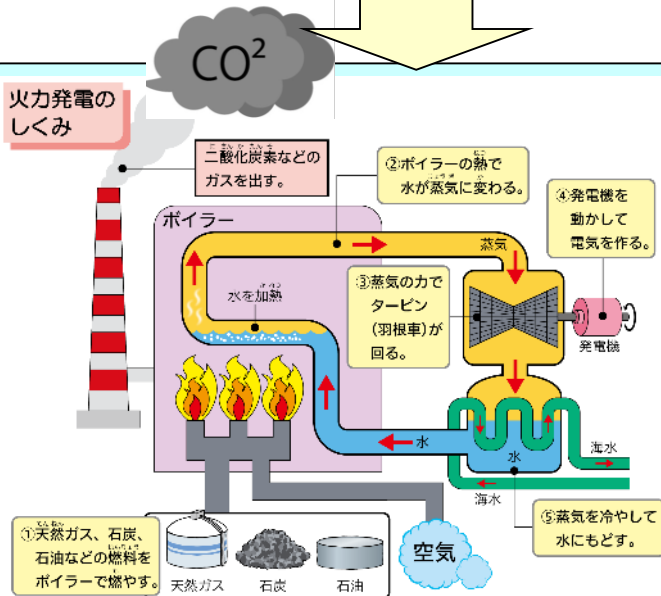 CO²
火力発電の
しくみ
二酸化炭素などの
ガスを出す。
②ボイラーの熱で
水が蒸気に変わる。
④発電機を
動かして
電気を作る。
ボイラー
蒸気
水を加熱
③蒸気の力で
タービン
(羽根車)が
回る。
発電機
水
水
海水
海水
①天然ガス、石炭、
石油などの燃料を
ボイラーで燃やす。
天然ガス
石炭
石油
空気
⑤蒸気を冷やして
水にもどす。